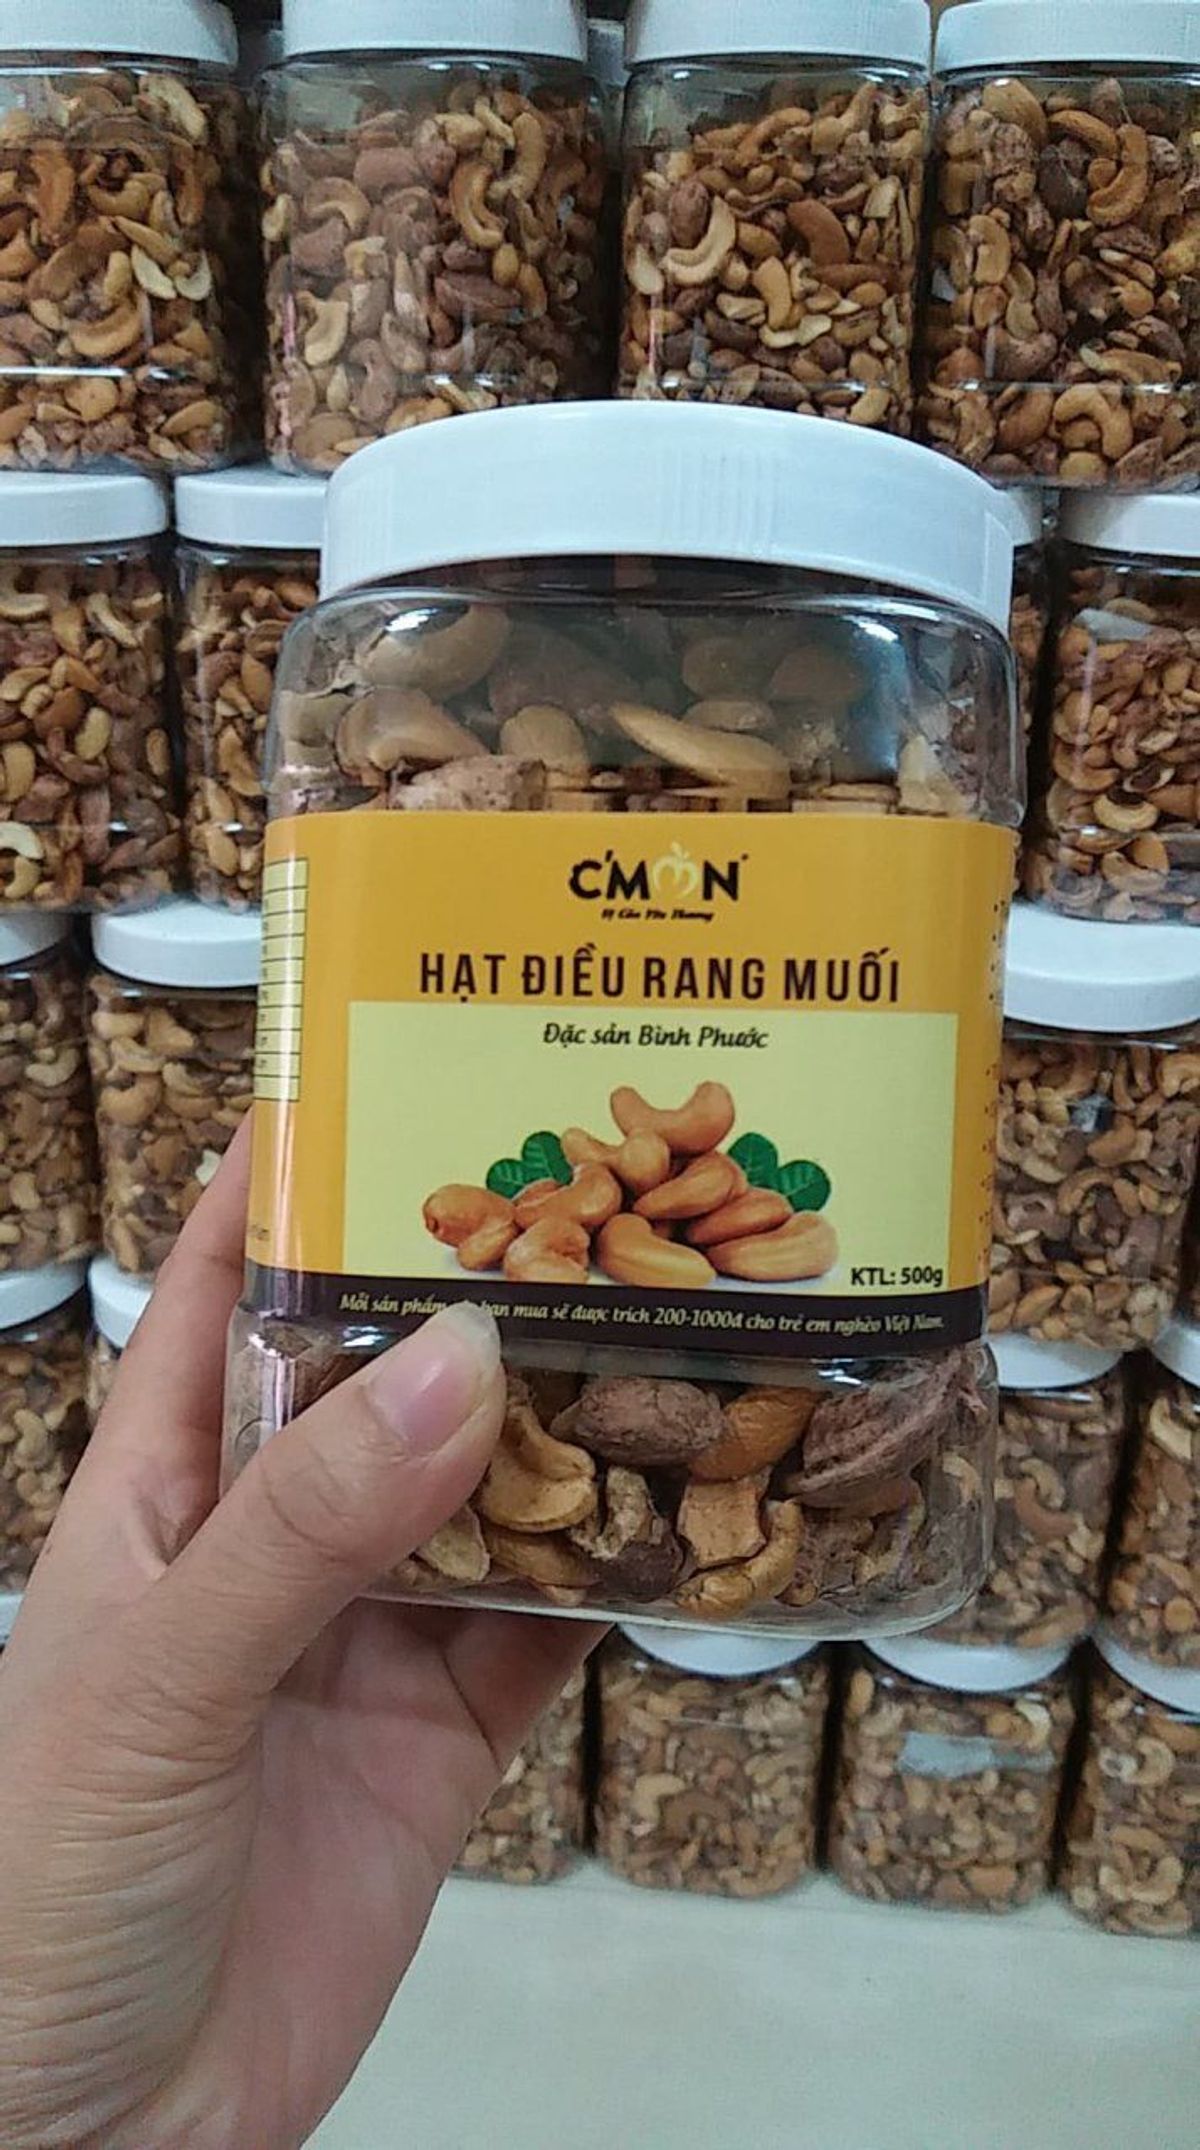 C'MOON
HẠT ĐIỀU RANG MUỐI
Đặc sản Bình Phước
KTL: 500g
Mỗi sản phẩm bạn mua sẽ được trích 200-1000đ cho trẻ em nghèo Việt Nam.